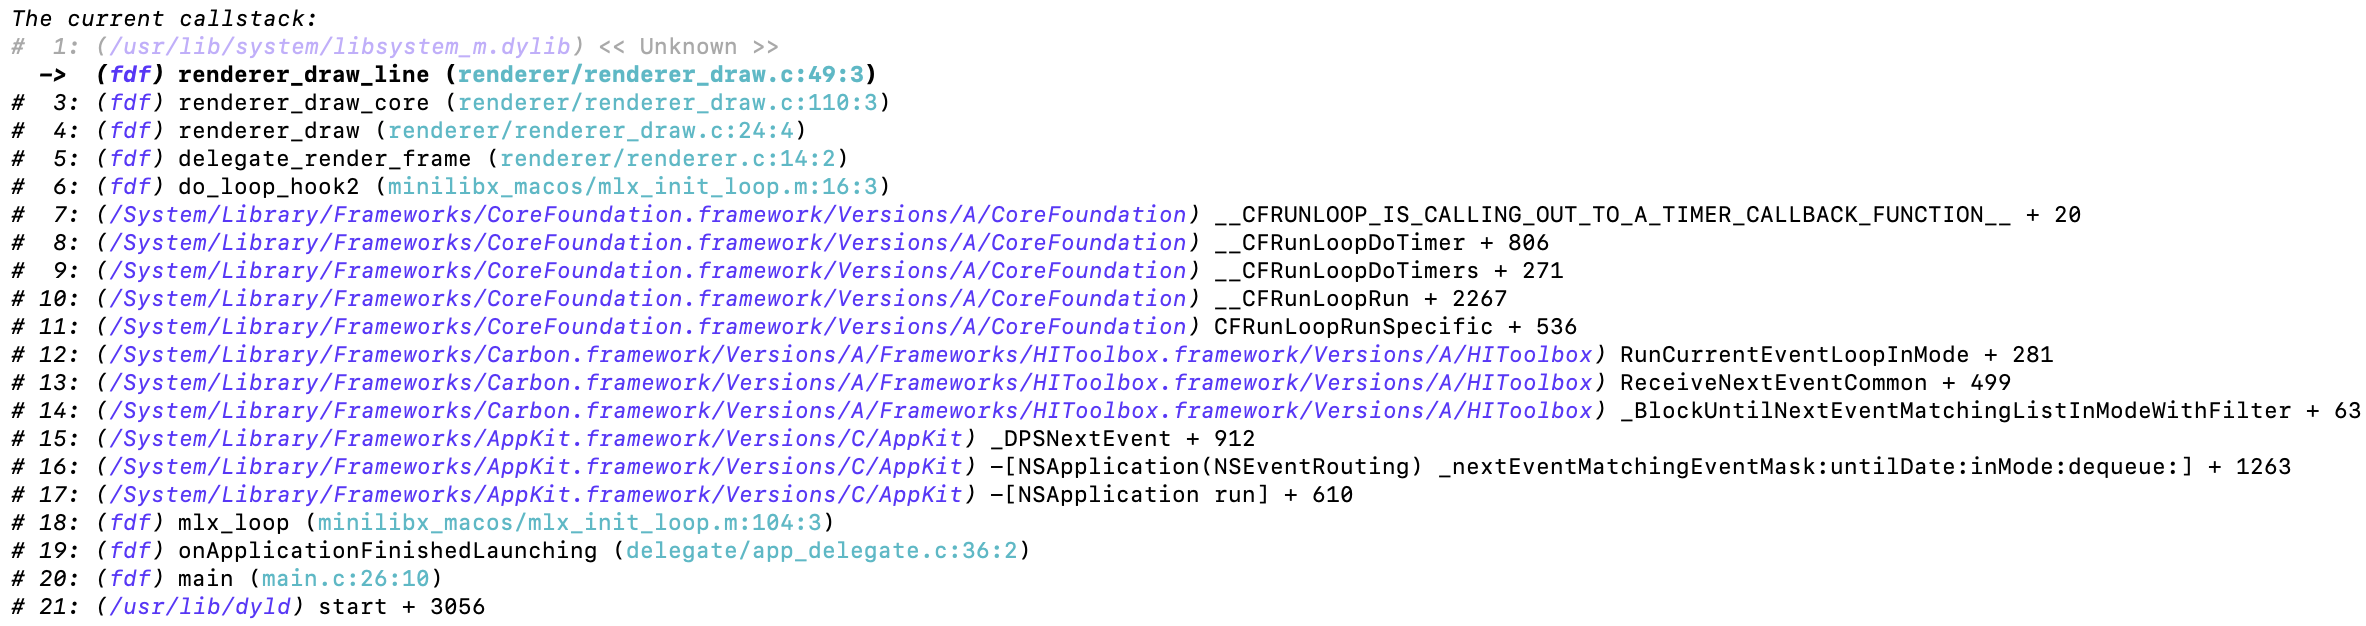 The current callstack:
#  1: (/usr/lib/system/libsystem_m.dylib) << Unknown >>
  ->  (fdf) renderer_draw_line (renderer/renderer_draw.c:49:3)
#  3: (fdf) renderer_draw_core (renderer/renderer_draw.c:110:3)
#  4: (fdf) renderer_draw (renderer/renderer_draw.c:24:4)
#  5: (fdf) delegate_render_frame (renderer/renderer.c:14:2)
#  6: (fdf) do_loop_hook2 (minilibx_macos/mlx_init_loop.m:16:3)
#  7: (/System/Library/Frameworks/CoreFoundation.framework/Versions/A/CoreFoundation) __CFRUNLOOP_IS_CALLING_OUT_TO_A_TIMER_CALLBACK_FUNCTION__ + 20
#  8: (/System/Library/Frameworks/CoreFoundation.framework/Versions/A/CoreFoundation) __CFRunLoopDoTimer + 806
#  9: (/System/Library/Frameworks/CoreFoundation.framework/Versions/A/CoreFoundation) __CFRunLoopDoTimers + 271
# 10: (/System/Library/Frameworks/CoreFoundation.framework/Versions/A/CoreFoundation) __CFRunLoopRun + 2267
# 11: (/System/Library/Frameworks/CoreFoundation.framework/Versions/A/CoreFoundation) CFRunLoopRunSpecific + 536
# 12: (/System/Library/Frameworks/Carbon.framework/Versions/A/Frameworks/HIToolbox.framework/Versions/A/HIToolbox) RunCurrentEventLoopInMode + 281
# 13: (/System/Library/Frameworks/Carbon.framework/Versions/A/Frameworks/HIToolbox.framework/Versions/A/HIToolbox) ReceiveNextEventCommon + 499
# 14: (/System/Library/Frameworks/Carbon.framework/Versions/A/Frameworks/HIToolbox.framework/Versions/A/HIToolbox) _BlockUntilNextEventMatchingListInModeWithFilter + 63
# 15: (/System/Library/Frameworks/AppKit.framework/Versions/C/AppKit) _DPSNextEvent + 912
# 16: (/System/Library/Frameworks/AppKit.framework/Versions/C/AppKit) -[NSApplication(NSEventRouting) _nextEventMatchingEventMask:untilDate:inMode:dequeue:] + 1263
# 17: (/System/Library/Frameworks/AppKit.framework/Versions/C/AppKit) -[NSApplication run] + 610
# 18: (fdf) mlx_loop (minilibx_macos/mlx_init_loop.m:104:3)
# 19: (fdf) onApplicationFinishedLaunching (delegate/app_delegate.c:36:2)
# 20: (fdf) main (main.c:26:10)
# 21: (/usr/lib/dyld) start + 3056